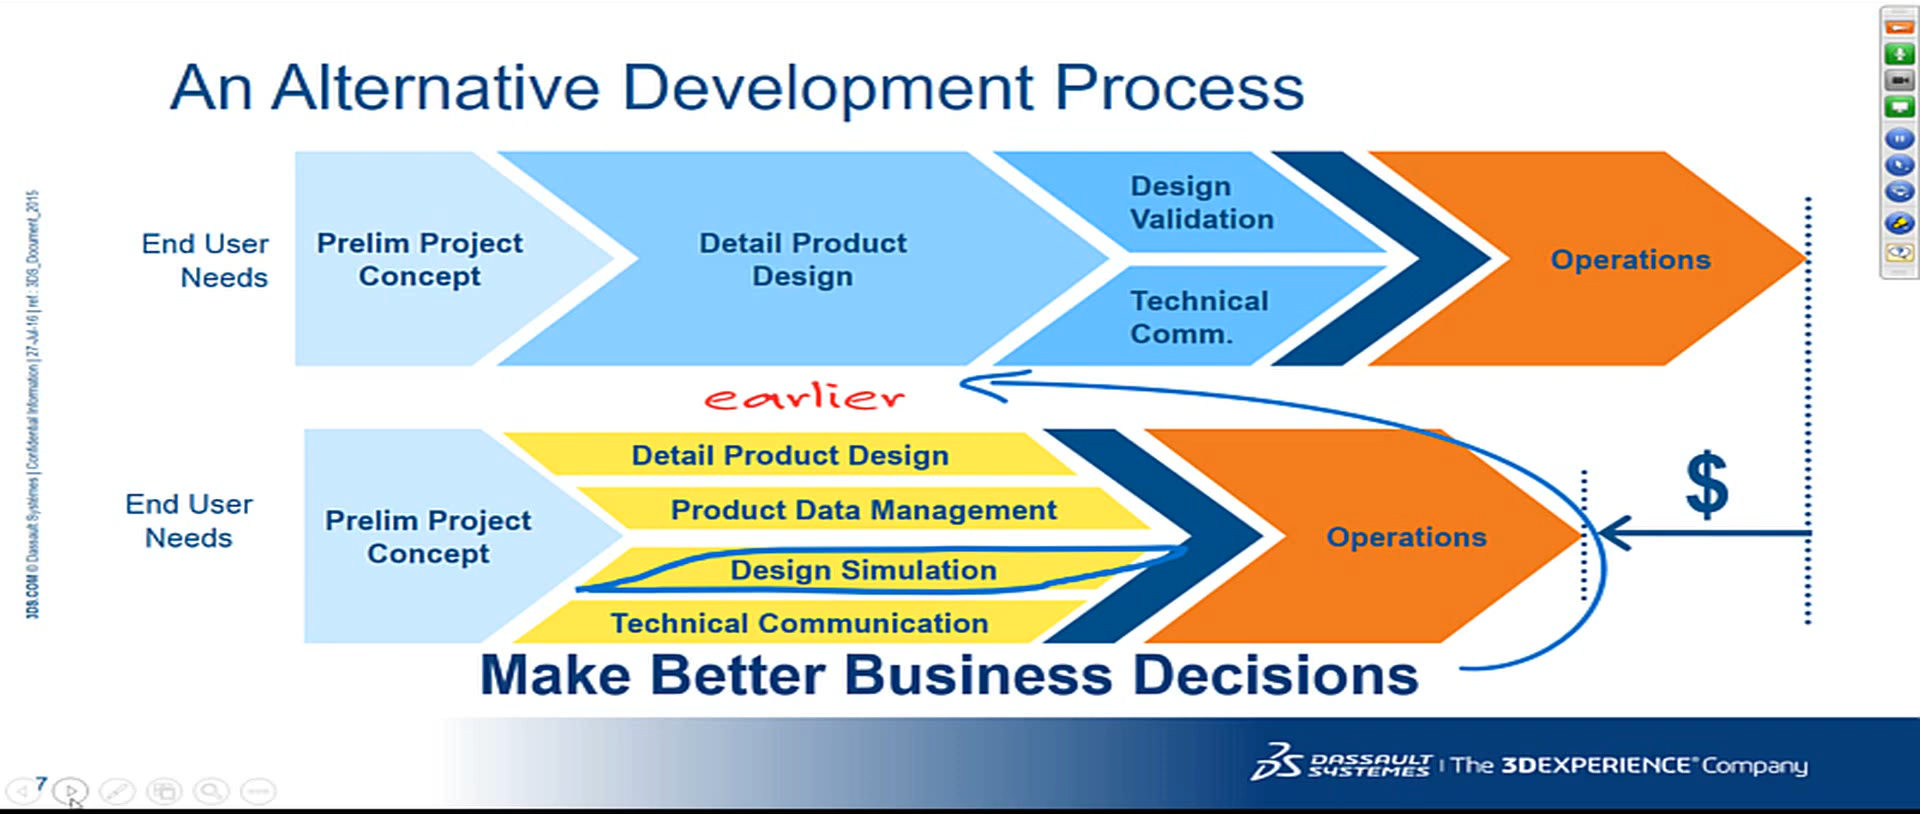 An Alternative Development Process
End User
Needs
Prelim Project
Concept
Detail Product
Design
Design
Validation
Technical
Comm.
Operations
earlier
End User
Needs
Prelim Project
Concept
Detail Product Design
Product Data Management
Design Simulation
Technical Communication
Operations
$
Make Better Business Decisions
3DS.COM © Dassault Systèmes | Confidential Information | 27-Jul-16 | ref.: 3DS_Document_2015
7
DASSAULT
SYSTEMES | The 3DEXPERIENCE® Company